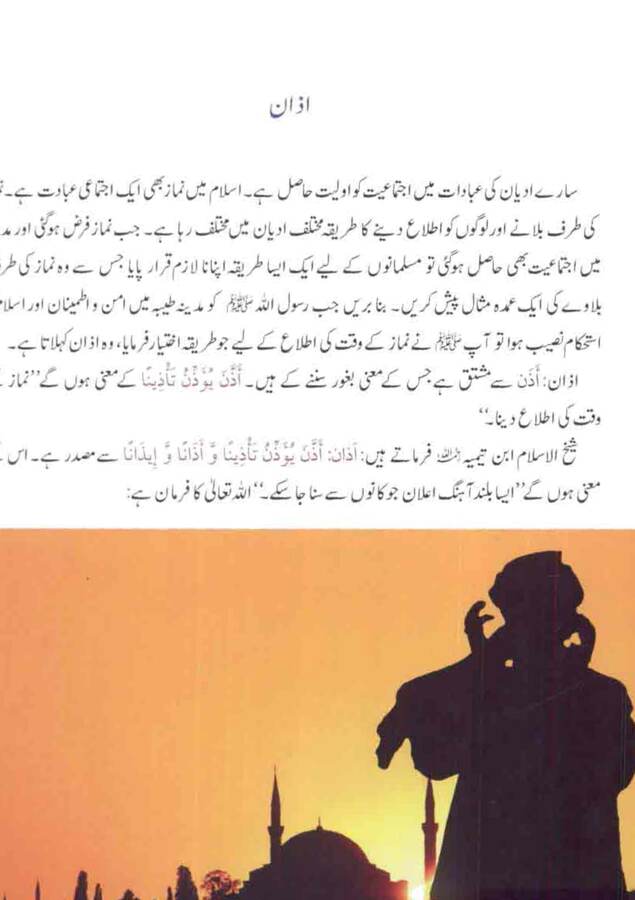 اذان
سارے ادیان کی عبادات میں اجتماعیت کو اولیت حاصل ہے۔ اسلام میں نماز بھی ایک اجتماعی عبادت ہے۔
کی طرف بلانے اور لوگوں کو اطلاع دینے کا طریقہ مختلف ادیان میں مختلف رہا ہے۔ جب نماز فرض ہوگئی اور
میں اجتماعیت بھی حاصل ہوگئی تو مسلمانوں کے لیے ایک ایسا طریقہ اپنانا لازم قرار پایا جس سے وہ نماز کی
بلاوے کی ایک عمدہ مثال پیش کریں۔ بنا بریں جب رسول اللہ ﷺ کو مدینہ طیبہ میں امن و اطمینان اور
استحکام نصیب ہوا تو آپ ﷺ نے نماز کے وقت کی اطلاع کے لیے جو طریقہ اختیار فرمایا، وہ اذان کہلاتا ہے۔
اذان: أَذَن سے مشتق ہے جس کے معنی بغور سننے کے ہیں۔ أَذَّنَ يُؤَذِّنُ تَأْذِينًا کے معنی ہوں گے ”نماز
وقت کی اطلاع دینا۔“
شیخ الاسلام ابن تیمیہ رحمہ اللہ فرماتے ہیں: اَذان: أَذَّنَ يُؤَذِّنُ تَأْذِينًا وَّ أَذَانًا وَّ إِيذَانًا سے مصدر ہے۔ اس
معنی ہوں گے ”ایسا بلند آہنگ اعلان جو کانوں سے سنا جا سکے۔“ اللہ تعالیٰ کا فرمان ہے: